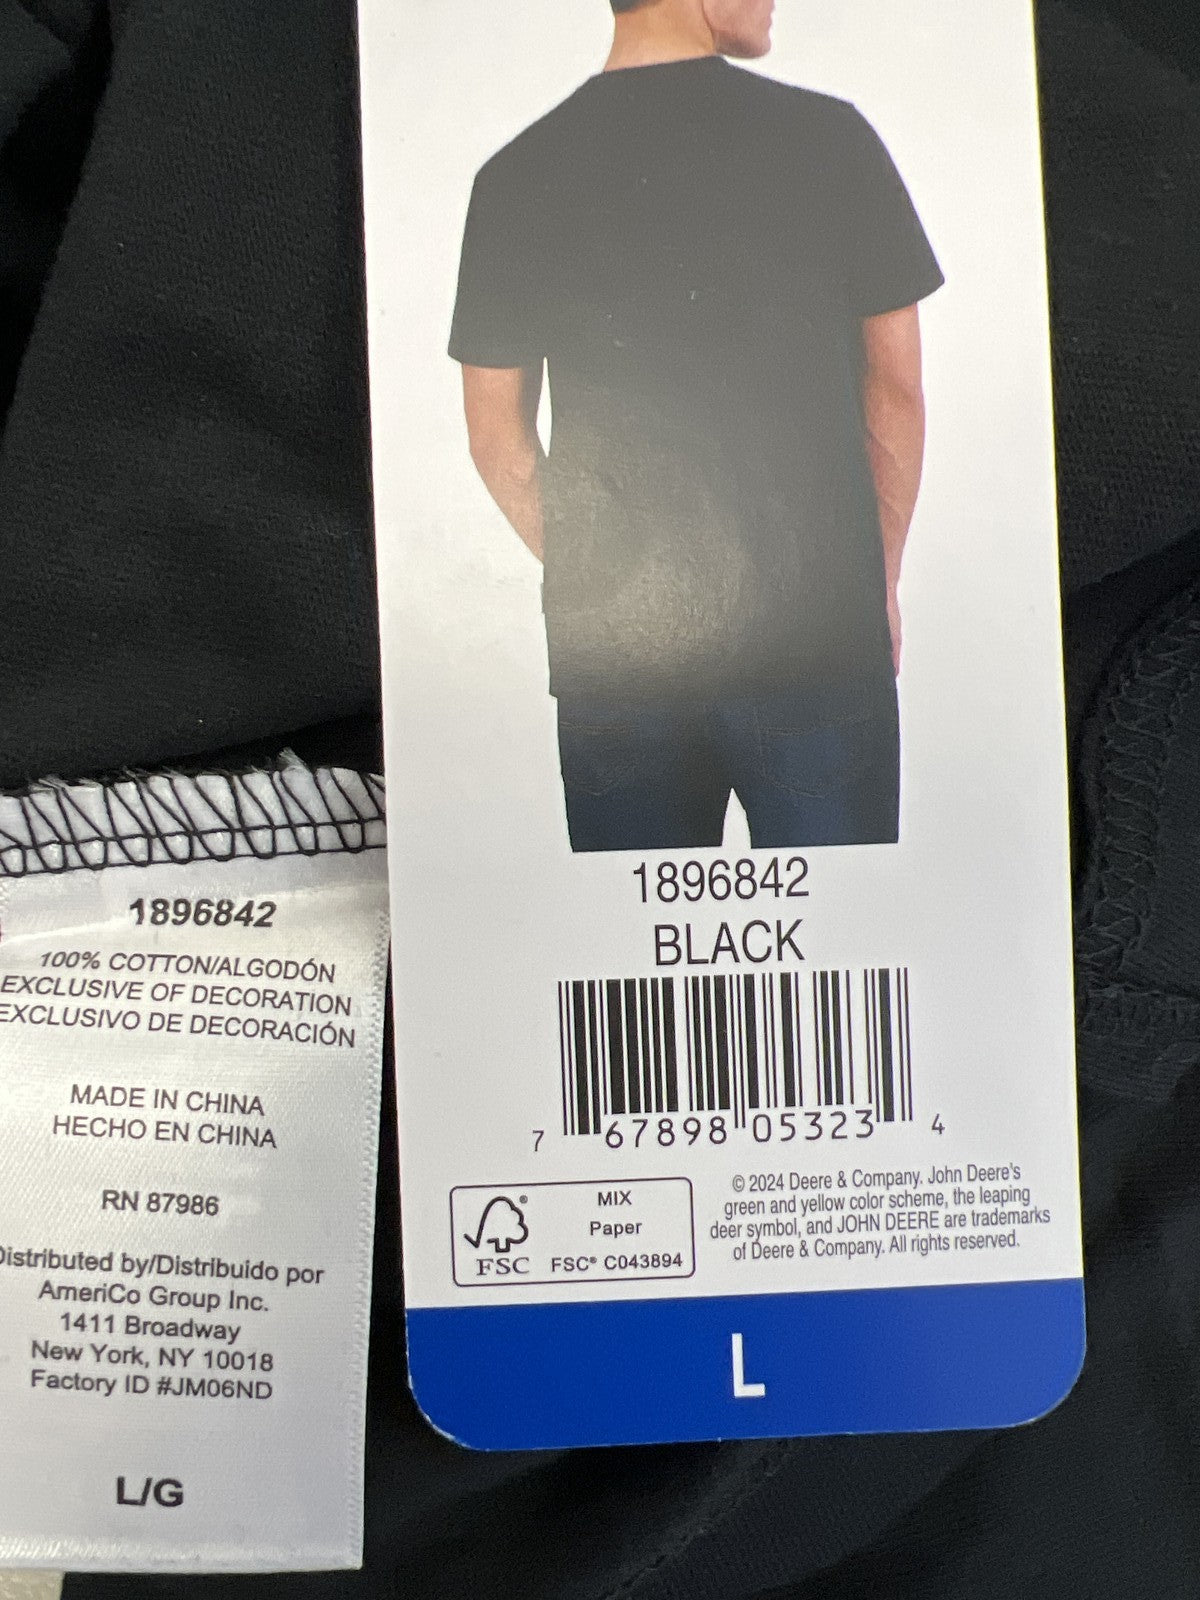 1896842
100% COTTON/ALGODÓN
EXCLUSIVE OF DECORATION
EXCLUSIVO DE DECORACIÓN
MADE IN CHINA
HECHO EN CHINA
RN 87986
Distributed by/Distribuido por
AmeriCo Group Inc.
1411 Broadway
New York, NY 10018
Factory ID #JM06ND
L/G
1896842
BLACK
7 67898 05323 4
FSC®
MIX
Paper
FSC® C043894
© 2024 Deere & Company. John Deere's
green and yellow color scheme, the leaping
deer symbol, and JOHN DEERE are trademarks
of Deere & Company. All rights reserved.
L